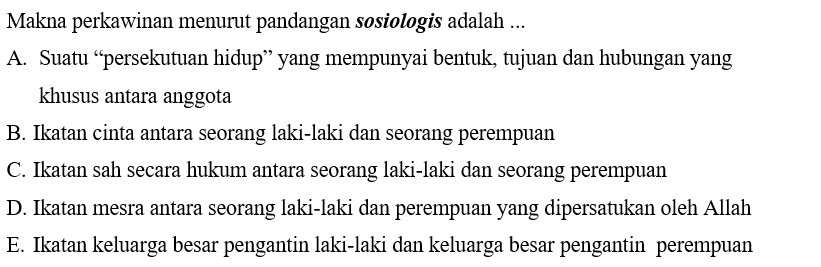 Makna perkawinan menurut pandangan sosiologis adalah ...
A. Suatu “persekutuan hidup” yang mempunyai bentuk, tujuan dan hubungan yang
khusus antara anggota
B. Ikatan cinta antara seorang laki-laki dan seorang perempuan
C. Ikatan sah secara hukum antara seorang laki-laki dan seorang perempuan
D. Ikatan mesra antara seorang laki-laki dan perempuan yang dipersatukan oleh Allah
E. Ikatan keluarga besar pengantin laki-laki dan keluarga besar pengantin perempuan